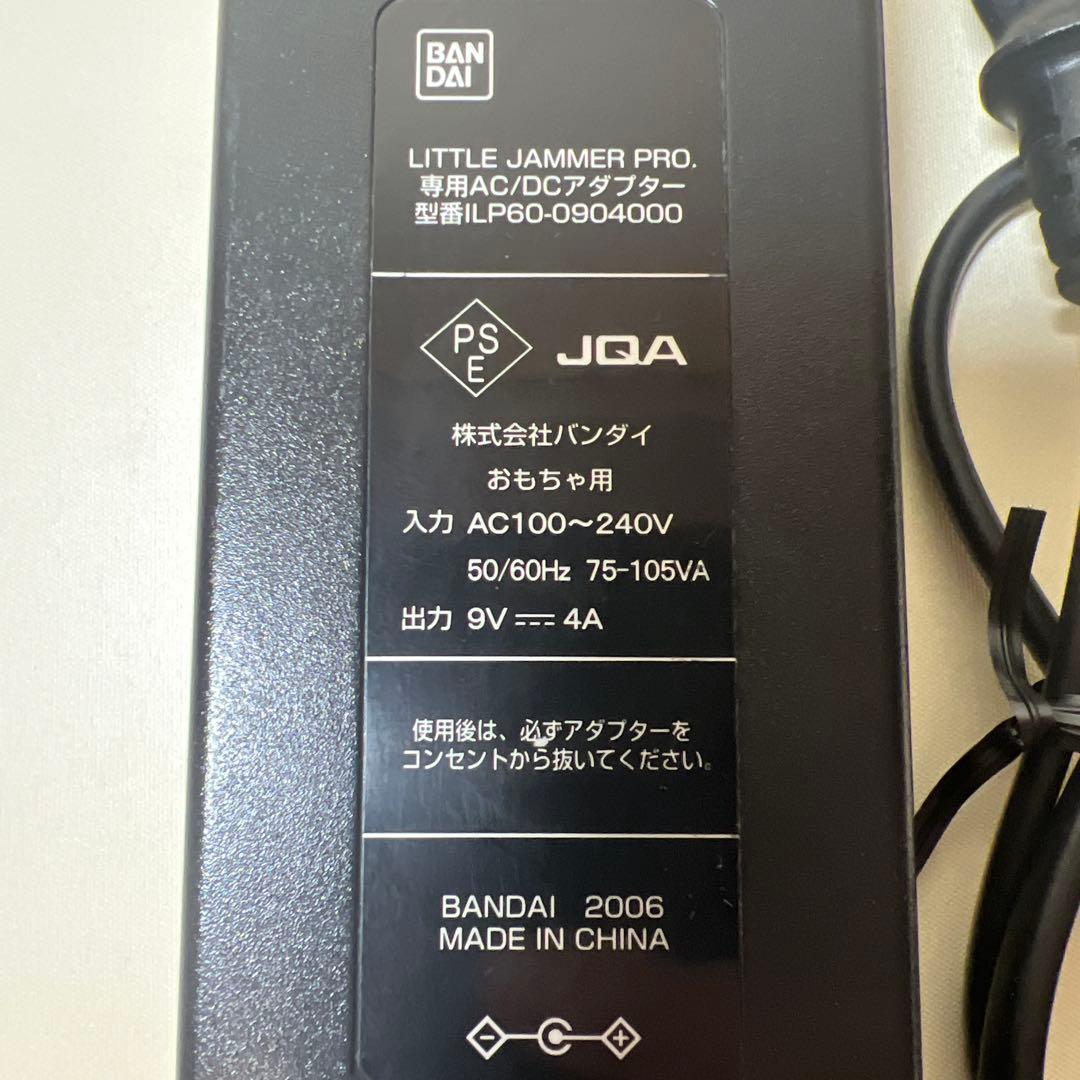 BAN
DAI
LITTLE JAMMER PRO.
専用AC/DCアダプター
型番ILP60-0904000
PS
E
JQA
株式会社バンダイ
おもちゃ用
入力 AC100～240V
50/60Hz 75-105VA
出力 9V⎓4A
使用後は、必ずアダプターを
コンセントから抜いてください。
BANDAI 2006
MADE IN CHINA